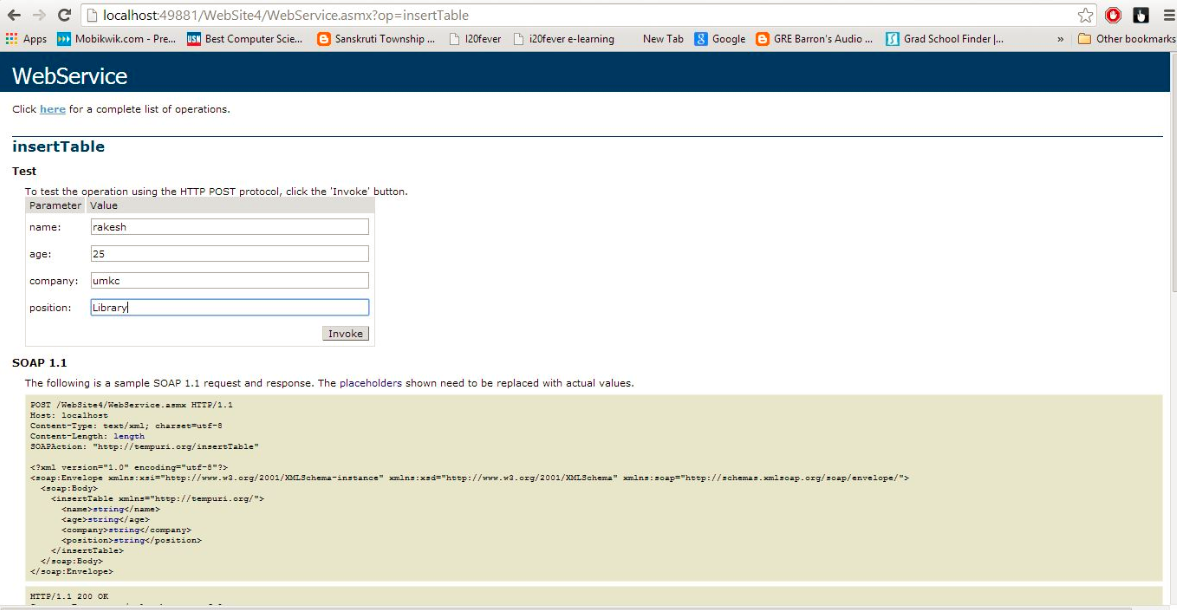 localhost:49881/WebSite4/WebService.asmx?op=insertTable
Apps Mobikwik.com - Pre... USN Best Computer Scie... Sanskruti Township ... I20fever i20fever e-learning New Tab Google GRE Barron's Audio ... Grad School Finder |... » Other bookmarks
WebService
Click here for a complete list of operations.
insertTable
Test
To test the operation using the HTTP POST protocol, click the 'Invoke' button.
Parameter Value
name: rakesh
age: 25
company: umkc
position: Library
Invoke
SOAP 1.1
The following is a sample SOAP 1.1 request and response. The placeholders shown need to be replaced with actual values.
POST /WebSite4/WebService.asmx HTTP/1.1
Host: localhost
Content-Type: text/xml; charset=utf-8
Content-Length: length
SOAPAction: "http://tempuri.org/insertTable"
<?xml version="1.0" encoding="utf-8"?>
<soap:Envelope xmlns:xsi="http://www.w3.org/2001/XMLSchema-instance" xmlns:xsd="http://www.w3.org/2001/XMLSchema" xmlns:soap="http://schemas.xmlsoap.org/soap/envelope/">
<soap:Body>
<insertTable xmlns="http://tempuri.org/">
<name>string</name>
<age>string</age>
<company>string</company>
<position>string</position>
</insertTable>
</soap:Body>
</soap:Envelope>
HTTP/1.1 200 OK